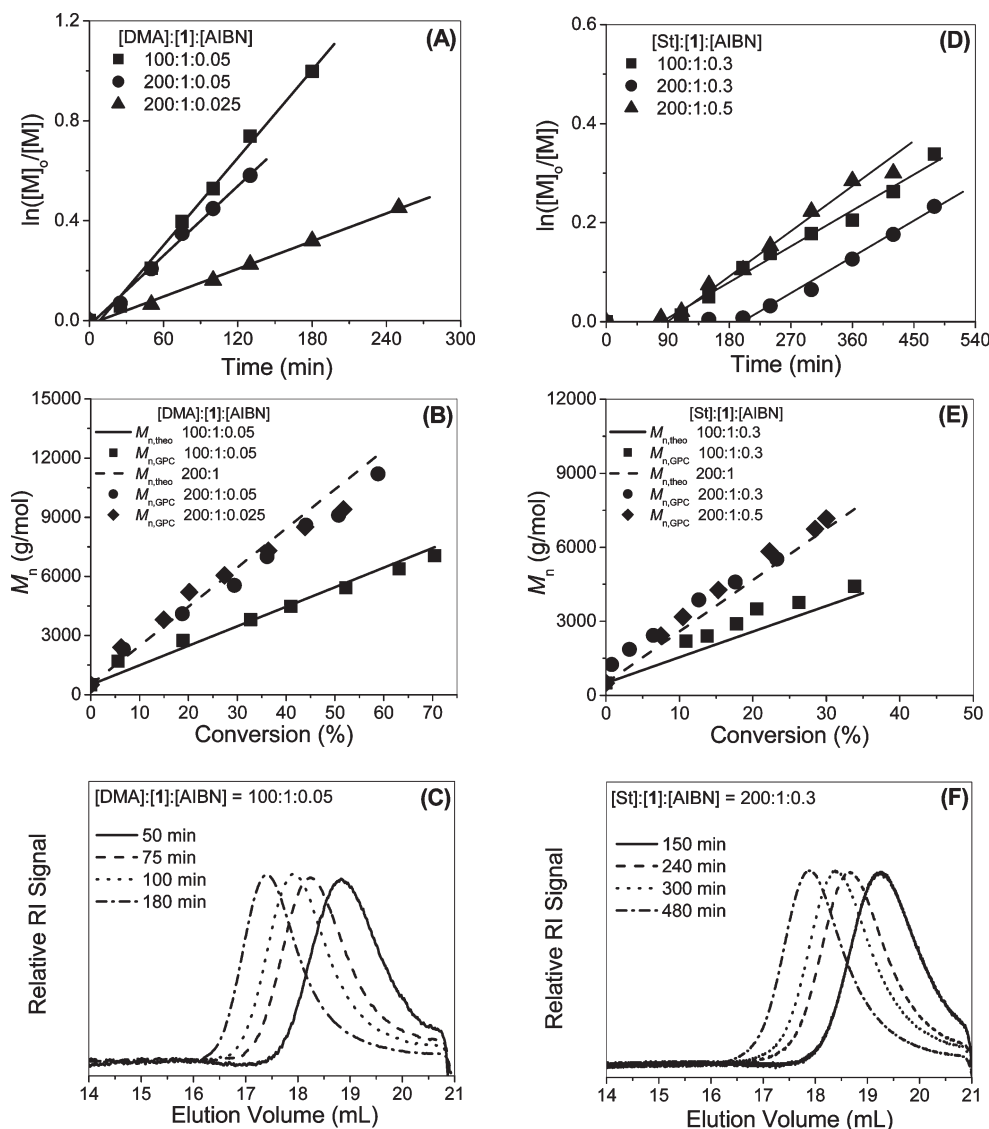 (A)
[DMA]:[1]:[AIBN]
100:1:0.05
200:1:0.05
200:1:0.025
ln([M]o/[M])
1.2
0.8
0.4
0.0
0 60 120 180 240 300
Time (min)
(D)
[St]:[1]:[AIBN]
100:1:0.3
200:1:0.3
200:1:0.5
ln([M]o/[M])
0.6
0.4
0.2
0.0
0 90 180 270 360 450 540
Time (min)
(B)
[DMA]:[1]:[AIBN]
Mn,theo 100:1:0.05
Mn,GPC 100:1:0.05
Mn,theo 200:1
Mn,GPC 200:1:0.05
Mn,GPC 200:1:0.025
Mn (g/mol)
15000
12000
9000
6000
3000
0
0 10 20 30 40 50 60 70
Conversion (%)
(E)
[St]:[1]:[AIBN]
Mn,theo 100:1:0.3
Mn,GPC 100:1:0.3
Mn,theo 200:1
Mn,GPC 200:1:0.3
Mn,GPC 200:1:0.5
Mn (g/mol)
12000
9000
6000
3000
0
0 10 20 30 40 50
Conversion (%)
[DMA]:[1]:[AIBN] = 100:1:0.05 (C)
50 min
75 min
100 min
180 min
Relative RI Signal
14 15 16 17 18 19 20 21
Elution Volume (mL)
[St]:[1]:[AIBN] = 200:1:0.3 (F)
150 min
240 min
300 min
480 min
Relative RI Signal
14 15 16 17 18 19 20 21
Elution Volume (mL)